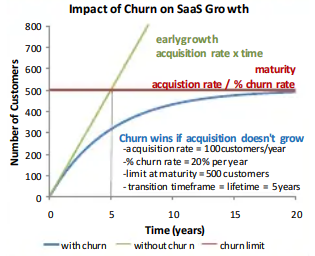 Impact of Churn on SaaS Growth
800
700
600
500
400
300
200
100
0
Number of Customers
earlygrowth
acquisition rate x time
maturity
acquistion rate / % churn rate
Churn wins if acquisition doesn't grow
-acquisition rate = 100customers/year
-% churn rate = 20% per year
-limit at maturity = 500 customers
- transition timeframe = lifetime = 5years
0 5 10 15 20
Time (years)
with churn without churn churn limit